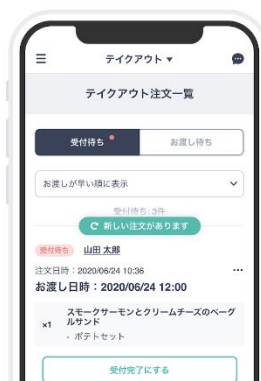 テイクアウト ▼
テイクアウト注文一覧
受付待ち
お渡し待ち
お渡しが早い順に表示
受付待ち: 3件
新しい注文があります
受付待ち 山田 太郎
注文日時：2020/06/24 10:36
お渡し日時：2020/06/24 12:00
x1 スモークサーモンとクリームチーズのベーグ
ルサンド
- ポテトセット
受付完了にする